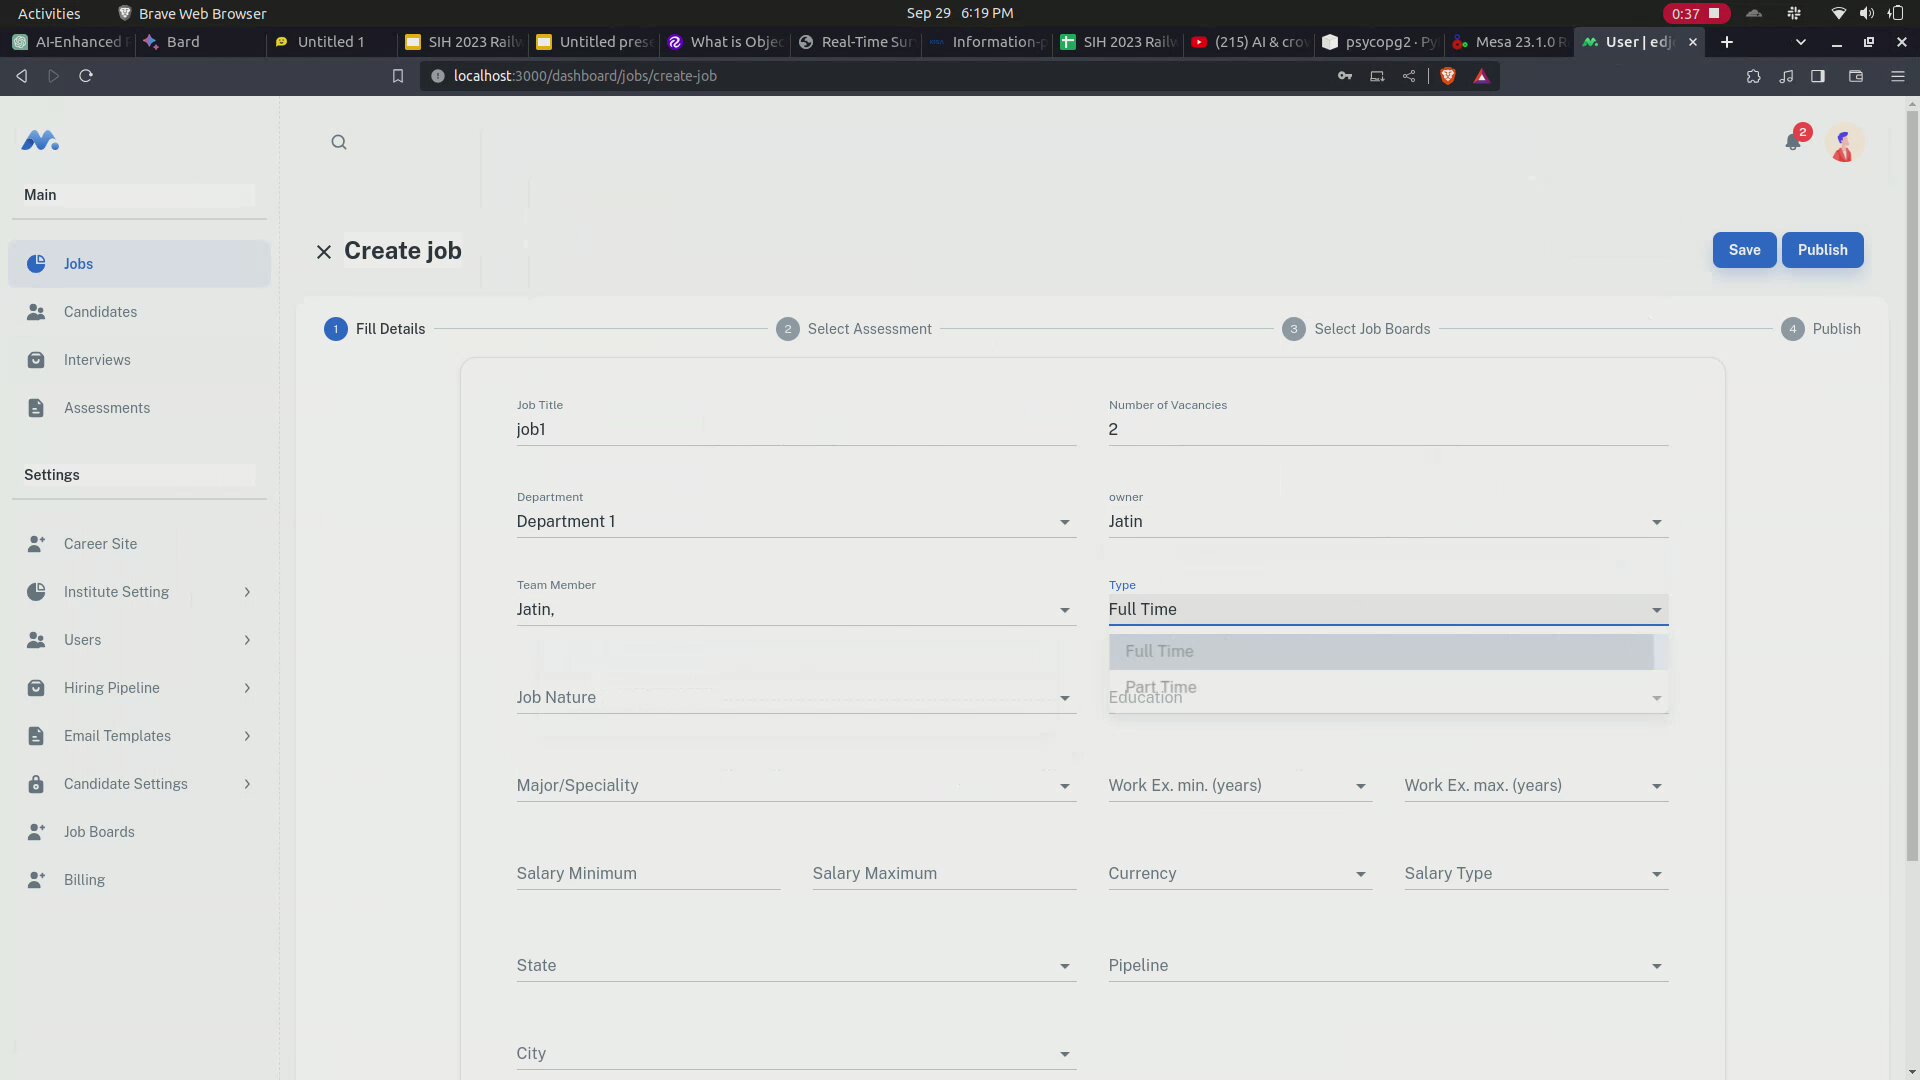 Activities
Brave Web Browser
Sep 29 6:19 PM
0:37
AI-Enhanced
Bard
Untitled 1
SIH 2023 Railw
Untitled prese
What is Objec
Real-Time Sur
Information-p
SIH 2023 Railw
(215) AI & crow
psycopg2 · Py
Mesa 23.1.0 R
User | edj
localhost:3000/dashboard/jobs/create-job
2
Main
Create job
Save
Publish
Jobs
Candidates
Interviews
Assessments
Settings
Career Site
Institute Setting
Users
Hiring Pipeline
Email Templates
Candidate Settings
Job Boards
Billing
1 Fill Details
2 Select Assessment
3 Select Job Boards
4 Publish
Job Title
job1
Number of Vacancies
2
Department
Department 1
owner
Jatin
Team Member
Jatin,
Type
Full Time
Full Time
Part Time
Job Nature
Education
Major/Speciality
Work Ex. min. (years)
Work Ex. max. (years)
Salary Minimum
Salary Maximum
Currency
Salary Type
State
Pipeline
City